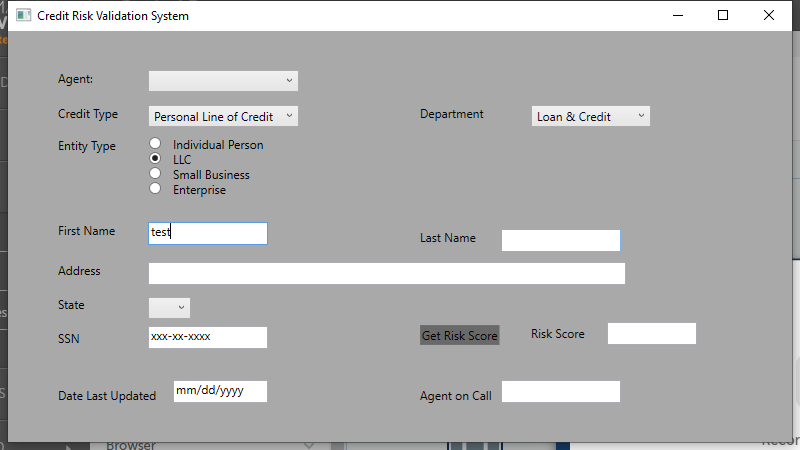 Credit Risk Validation System
Agent:
Credit Type Personal Line of Credit Department Loan & Credit
Entity Type
Individual Person
LLC
Small Business
Enterprise
First Name test
Last Name
Address
State
SSN xxx-xx-xxxx
Get Risk Score Risk Score
Date Last Updated mm/dd/yyyy
Agent on Call
Browser
Recor